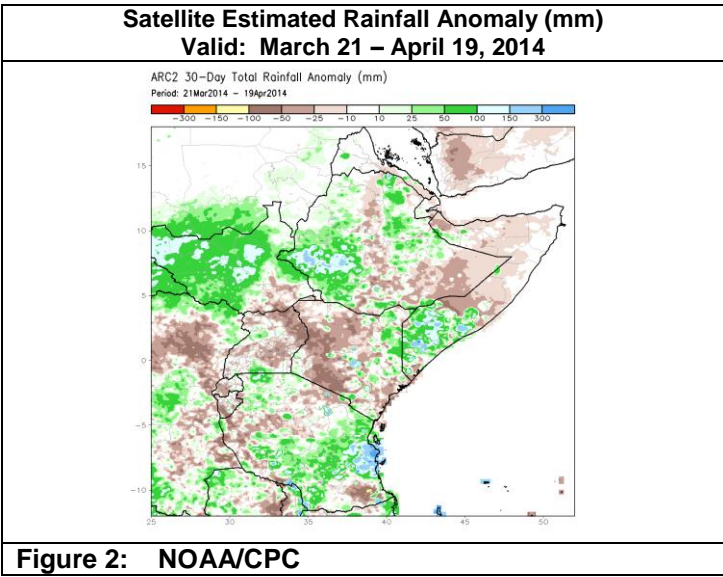 Satellite Estimated Rainfall Anomaly (mm)
Valid: March 21 – April 19, 2014
ARC2 30-Day Total Rainfall Anomaly (mm)
Period: 21Mar2014 - 19Apr2014
-300 -150 -100 -50 -25 -10 10 25 50 100 150 300
15
10
5
0
-5
-10
25 30 35 40 45 50
Figure 2: NOAA/CPC